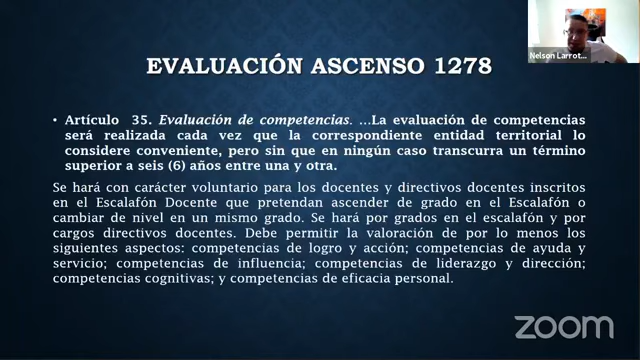 Nelson Larrot...
EVALUACIÓN ASCENSO 1278
• Artículo 35. Evaluación de competencias. ...La evaluación de competencias
será realizada cada vez que la correspondiente entidad territorial lo
considere conveniente, pero sin que en ningún caso transcurra un término
superior a seis (6) años entre una y otra.
Se hará con carácter voluntario para los docentes y directivos docentes inscritos
en el Escalafón Docente que pretendan ascender de grado en el Escalafón o
cambiar de nivel en un mismo grado. Se hará por grados en el escalafón y por
cargos directivos docentes. Debe permitir la valoración de por lo menos los
siguientes aspectos: competencias de logro y acción; competencias de ayuda y
servicio; competencias de influencia; competencias de liderazgo y dirección;
competencias cognitivas; y competencias de eficacia personal.
zoom